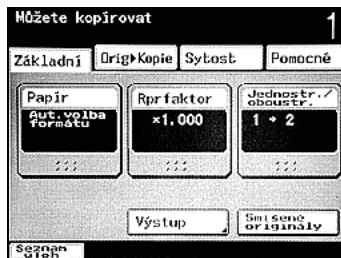 Můžete kopírovat 1
Základní Orig▸Kopie Sytost Pomocné
Papír
Aut.volba
formátu
Rprfaktor
×1,000
Jednostr./
oboustr.
1 → 2
Výstup
Smíšené
originály
Seznam
úloh